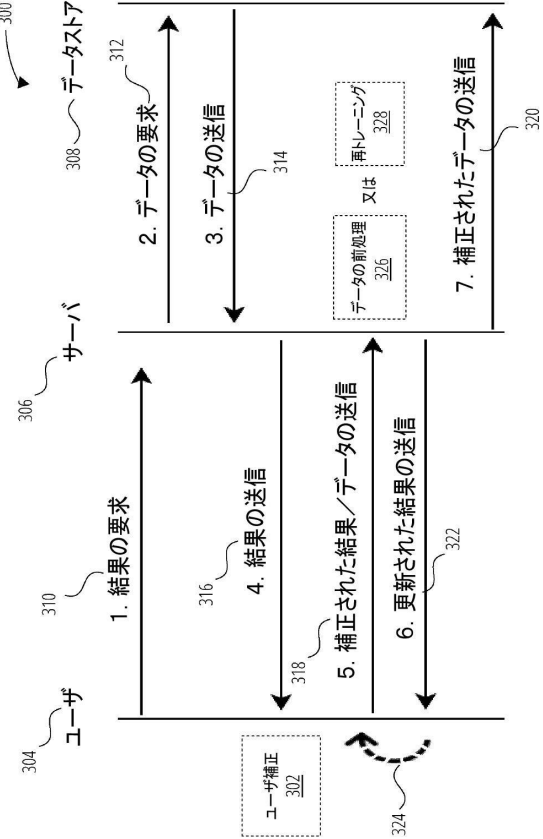 300
304
ユーザ
306
サーバ
308
データストア
310
1. 結果の要求
2. データの要求
312
3. データの送信
314
316
4. 結果の送信
ユーザ補正
302
318
5. 補正された結果／データの送信
データの前処理
326
又は
再トレーニング
328
324
6. 更新された結果の送信
322
7. 補正されたデータの送信
320